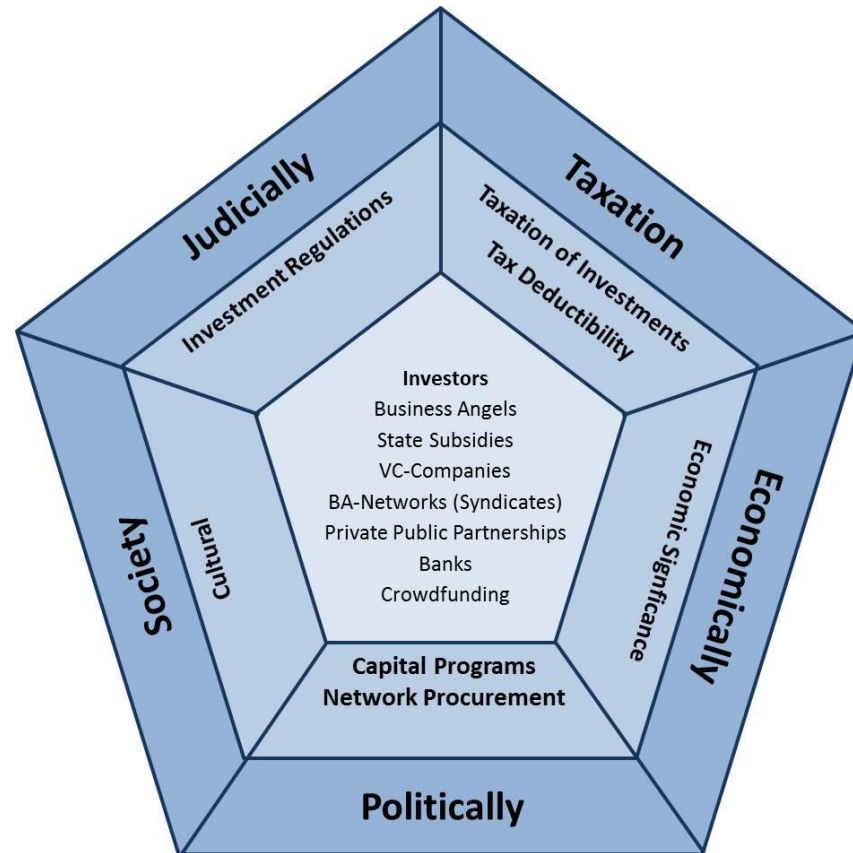 Judicially
Taxation
Investment Regulations
Taxation of Investments
Tax Deductibility
Investors
Business Angels
State Subsidies
VC-Companies
BA-Networks (Syndicates)
Private Public Partnerships
Banks
Crowdfunding
Society
Cultural
Economic Signficance
Economically
Capital Programs
Network Procurement
Politically